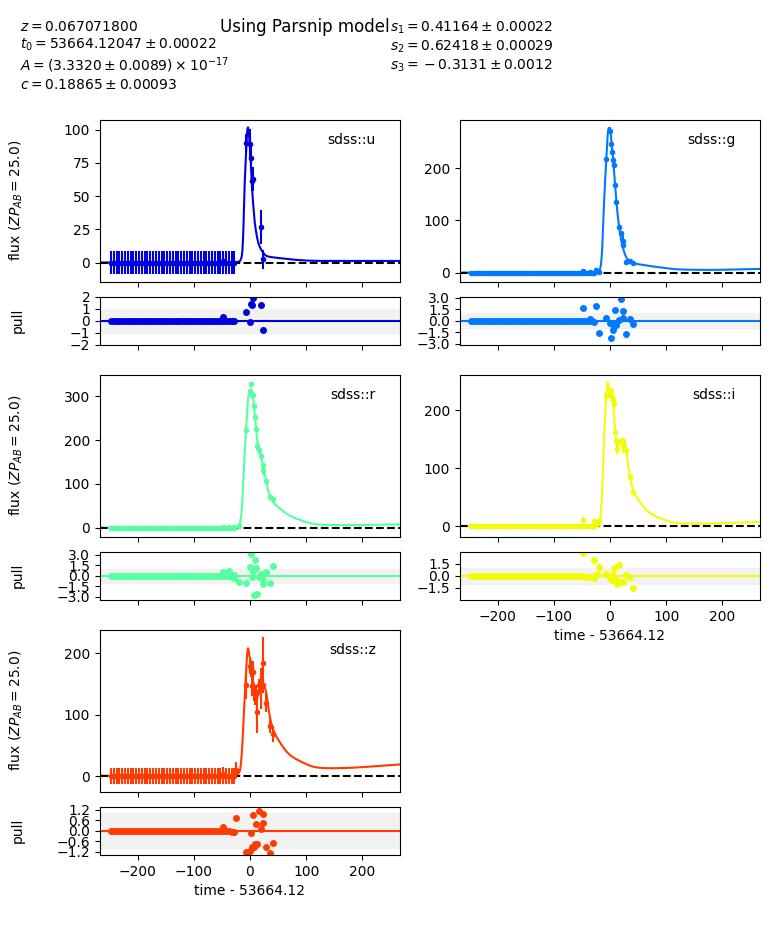 Using Parsnip model
z = 0.067071800
t₀ = 53664.12047 ± 0.00022
A = (3.3320 ± 0.0089) × 10⁻¹⁷
c = 0.18865 ± 0.00093
s₁ = 0.41164 ± 0.00022
s₂ = 0.62418 ± 0.00029
s₃ = −0.3131 ± 0.0012
sdss::u
flux (ZP_AB = 25.0)
100
75
50
25
0
pull
2
1
0
−1
−2
sdss::g
200
100
0
3.0
1.5
0.0
−1.5
−3.0
sdss::r
flux (ZP_AB = 25.0)
300
200
100
0
pull
3.0
1.5
0.0
−1.5
−3.0
sdss::i
200
100
0
1.5
0.0
−1.5
−200 −100 0 100 200
time - 53664.12
sdss::z
flux (ZP_AB = 25.0)
200
100
0
pull
1.2
0.6
0.0
−0.6
−1.2
−200 −100 0 100 200
time - 53664.12